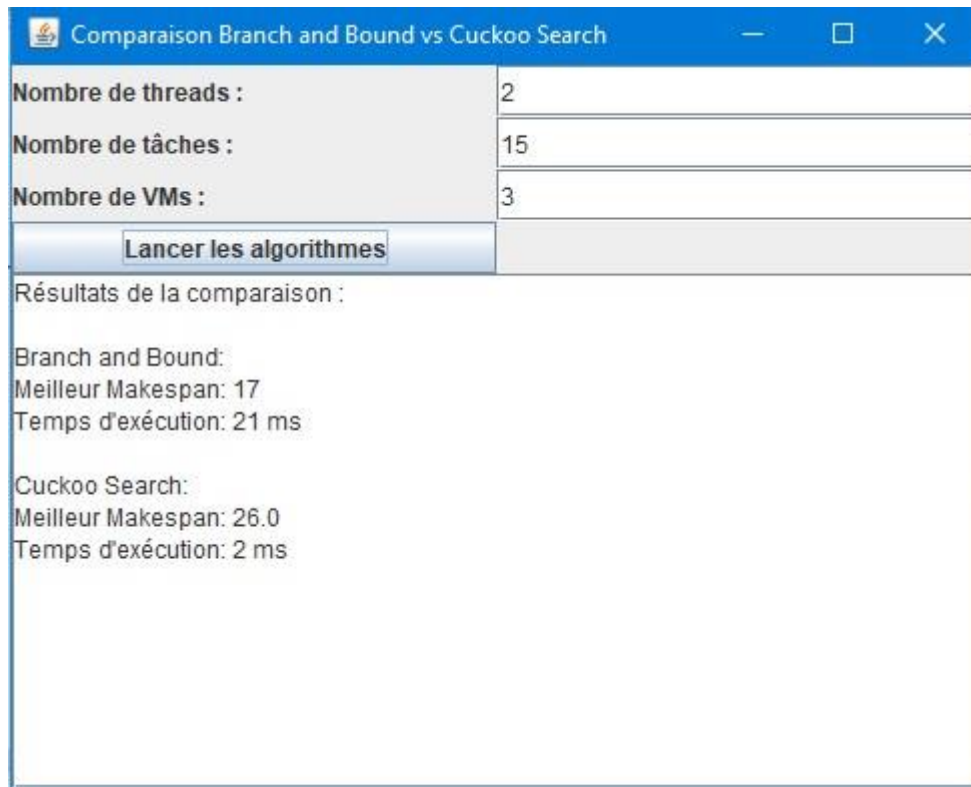 Comparaison Branch and Bound vs Cuckoo Search
Nombre de threads : 2
Nombre de tâches : 15
Nombre de VMs : 3
Lancer les algorithmes
Résultats de la comparaison :
Branch and Bound:
Meilleur Makespan: 17
Temps d'exécution: 21 ms
Cuckoo Search:
Meilleur Makespan: 26.0
Temps d'exécution: 2 ms